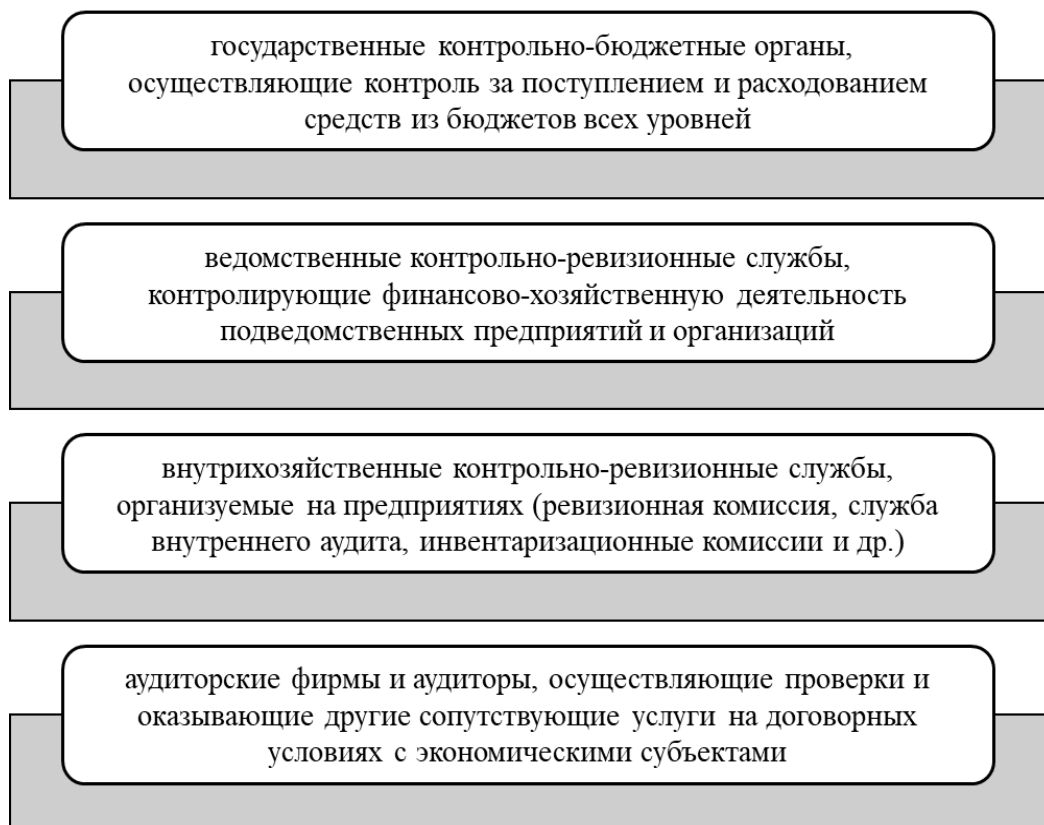 государственные контрольно-бюджетные органы,
осуществляющие контроль за поступлением и расходованием
средств из бюджетов всех уровней
ведомственные контрольно-ревизионные службы,
контролирующие финансово-хозяйственную деятельность
подведомственных предприятий и организаций
внутрихозяйственные контрольно-ревизионные службы,
организуемые на предприятиях (ревизионная комиссия, служба
внутреннего аудита, инвентаризационные комиссии и др.)
аудиторские фирмы и аудиторы, осуществляющие проверки и
оказывающие другие сопутствующие услуги на договорных
условиях с экономическими субъектами